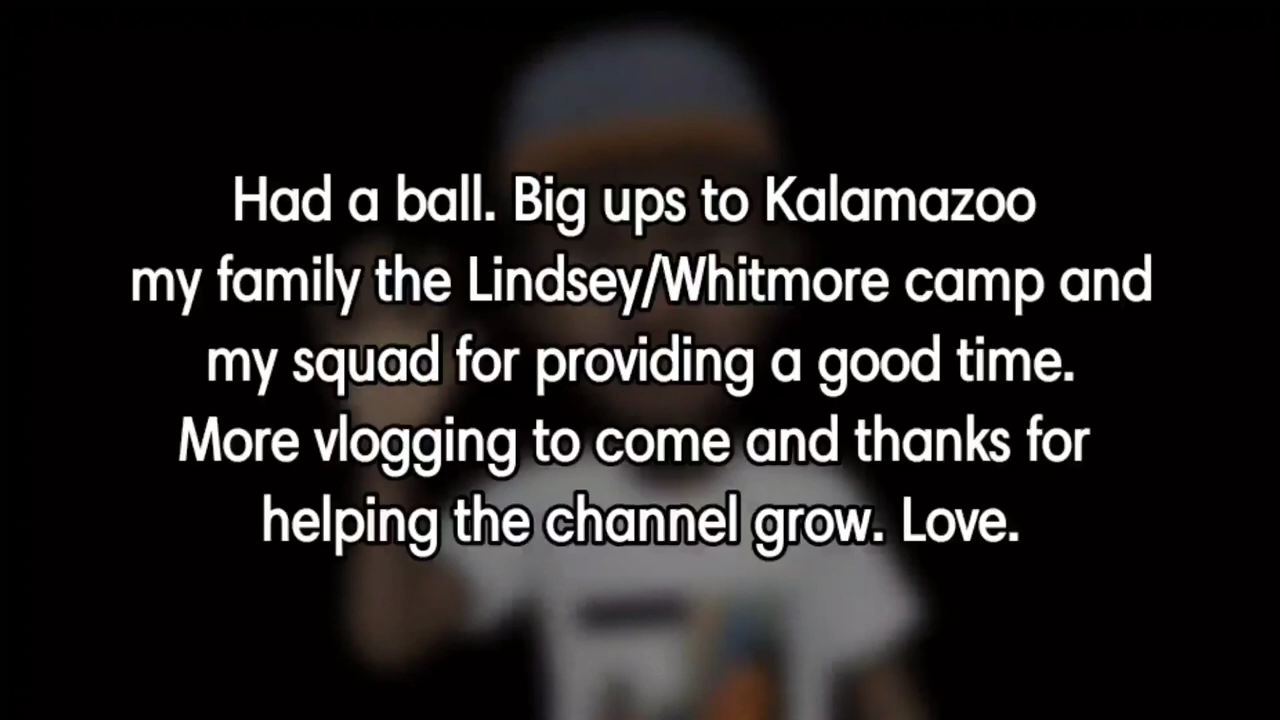 Had a ball. Big ups to Kalamazoo
my family the Lindsey/Whitmore camp and
my squad for providing a good time.
More vlogging to come and thanks for
helping the channel grow. Love.